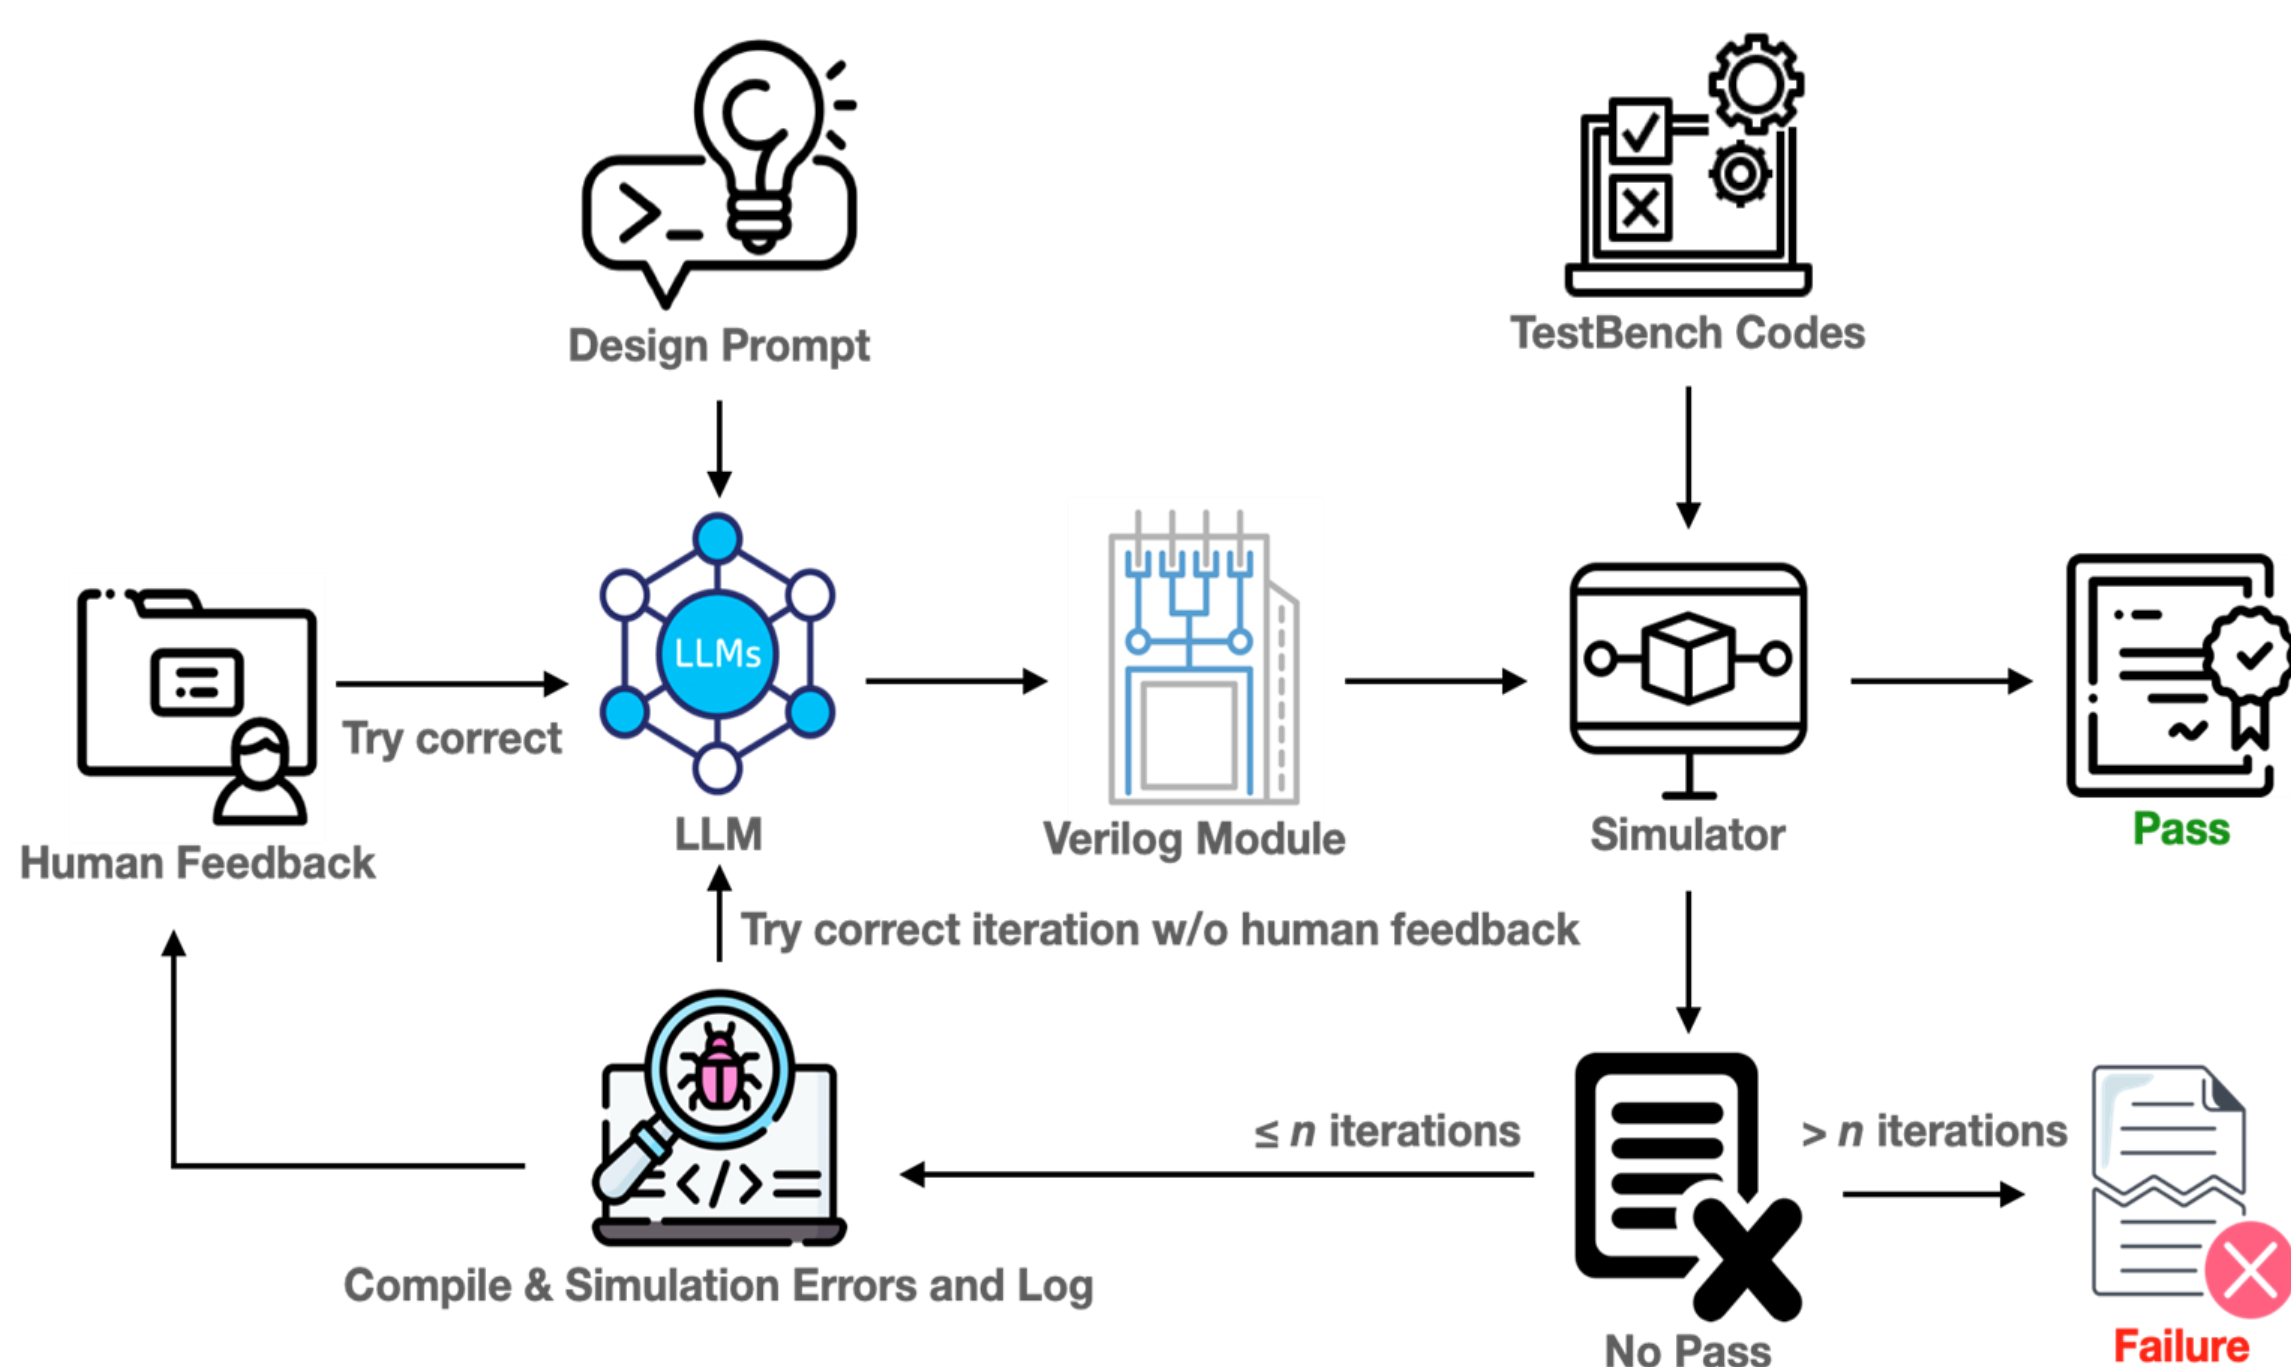 Design Prompt
TestBench Codes
LLMs
Try correct
Human Feedback
LLM
Verilog Module
Simulator
Pass
Try correct iteration w/o human feedback
≤ n iterations
> n iterations
</>
Compile & Simulation Errors and Log
No Pass
Failure